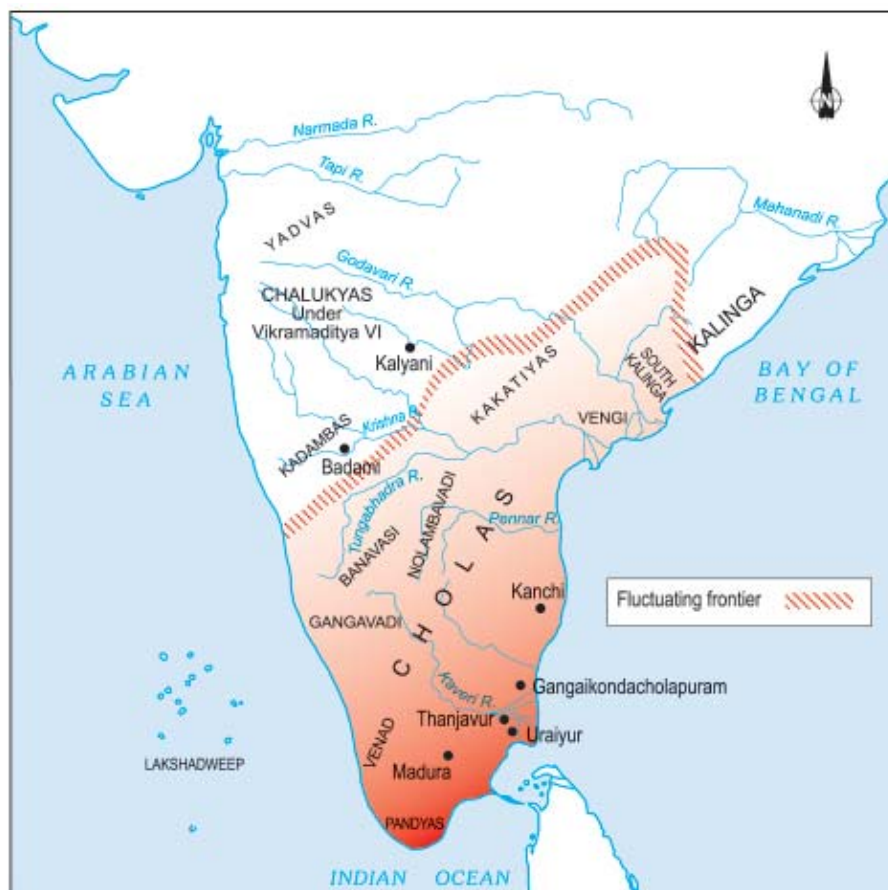 N
Narmada R.
Tapi R.
Mahanadi R.
YADVAS
Godavari R.
CHALUKYAS
Under
Vikramaditya VI
Kalyani
KALINGA
SOUTH
KALINGA
ARABIAN
SEA
BAY OF
BENGAL
KAKATIYAS
VENGI
Krishna R.
KADAMBAS
Badami
Tungabhadra R.
BANAVASI
NOLAMBAVADI
Pennar R.
CHOLAS
Kanchi
Fluctuating frontier
GANGAVADI
Kaveri R.
Gangaikondacholapuram
Thanjavur
Uraiyur
VENAD
Madura
LAKSHADWEEP
PANDYAS
INDIAN OCEAN